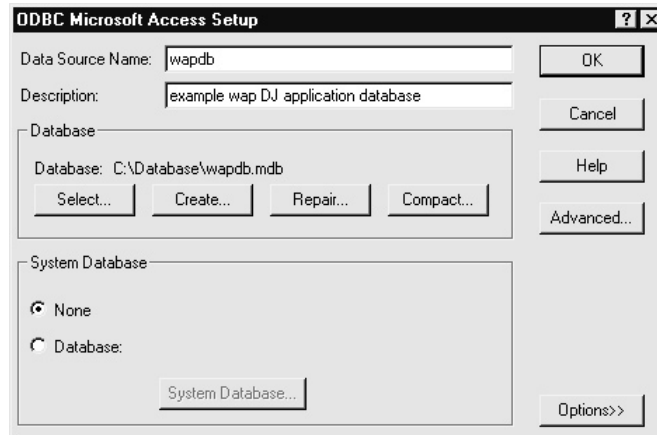 ODBC Microsoft Access Setup
Data Source Name: wapdb
OK
Description: example wap DJ application database
Cancel
Database
Database: C:\Database\wapdb.mdb
Help
Select... Create... Repair... Compact...
Advanced...
System Database
None
Database:
System Database...
Options>>